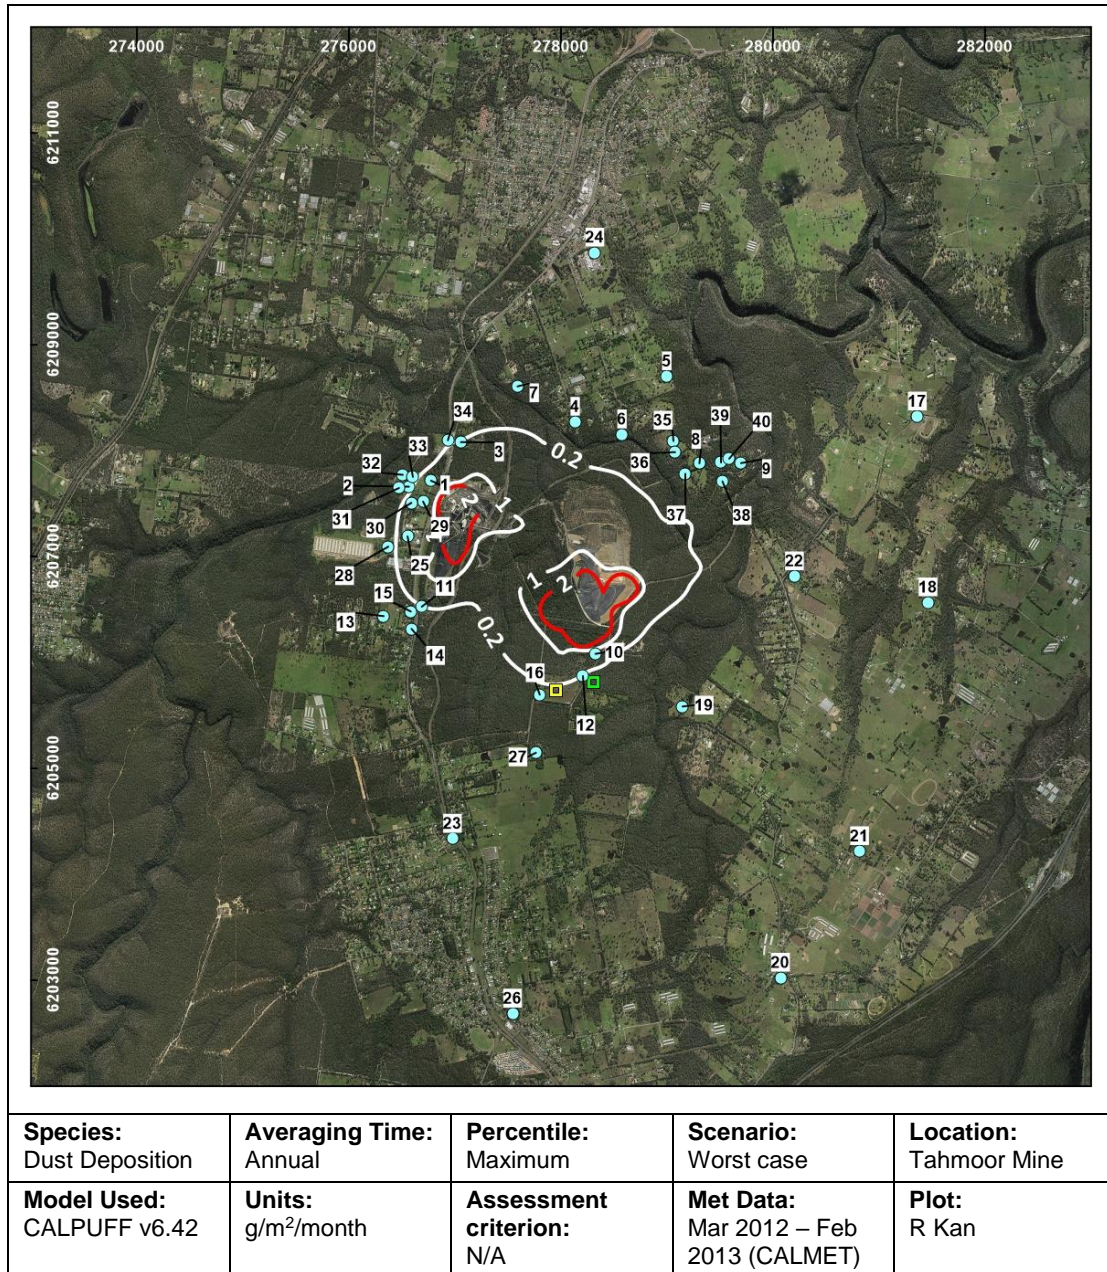 274000 276000 278000 280000 282000
6211000
24
6209000
5
7
4
17
6
35
39
40
34
3
0.2
33
8
36
9
32
1
2
1
2
31
30
29
37
38
6207000
1
28
25
22
1
2
11
18
15
13
0.2
14
10
16
19
12
27
6205000
23
21
20
6203000
26
Species:
Dust Deposition
Averaging Time:
Annual
Percentile:
Maximum
Scenario:
Worst case
Location:
Tahmoor Mine
Model Used:
CALPUFF v6.42
Units:
g/m²/month
Assessment
criterion:
N/A
Met Data:
Mar 2012 – Feb
2013 (CALMET)
Plot:
R Kan